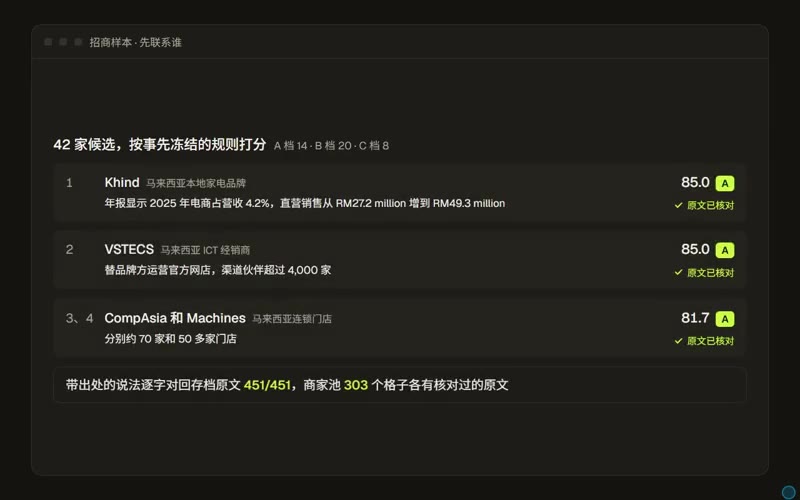 招商样本 · 先联系谁
42 家候选，按事先冻结的规则打分 A 档 14 · B 档 20 · C 档 8
1 Khind 马来西亚本地家电品牌 85.0 A
年报显示 2025 年电商占营收 4.2%，直营销售从 RM27.2 million 增到 RM49.3 million ✓ 原文已核对
2 VSTECS 马来西亚 ICT 经销商 85.0 A
替品牌方运营官方网店，渠道伙伴超过 4,000 家 ✓ 原文已核对
3、4 CompAsia 和 Machines 马来西亚连锁门店 81.7 A
分别约 70 家和 50 多家门店 ✓ 原文已核对
带出处的说法逐字对回存档原文 451/451，商家池 303 个格子各有核对过的原文